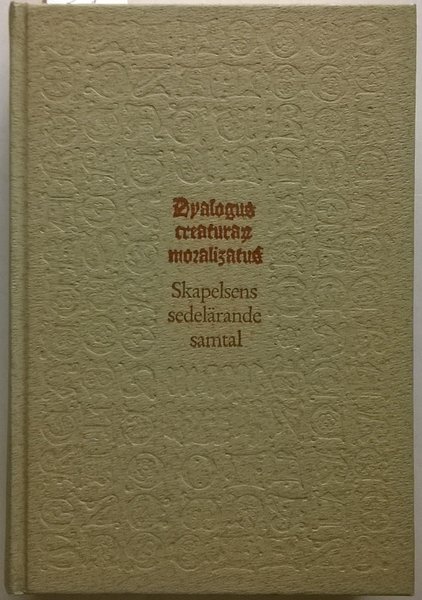 Dyalogus
creaturaꝝ
moralizatus
Skapelsens
sedelärande
samtal